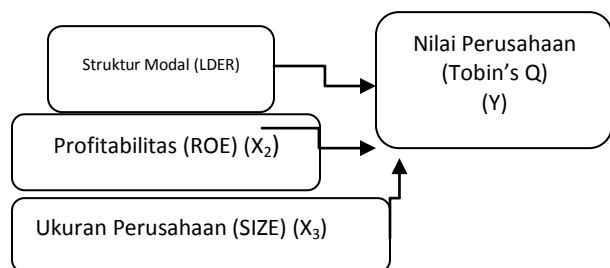 Struktur Modal (LDER)
Profitabilitas (ROE) (X₂)
Ukuran Perusahaan (SIZE) (X₃)
Nilai Perusahaan
(Tobin’s Q)
(Y)